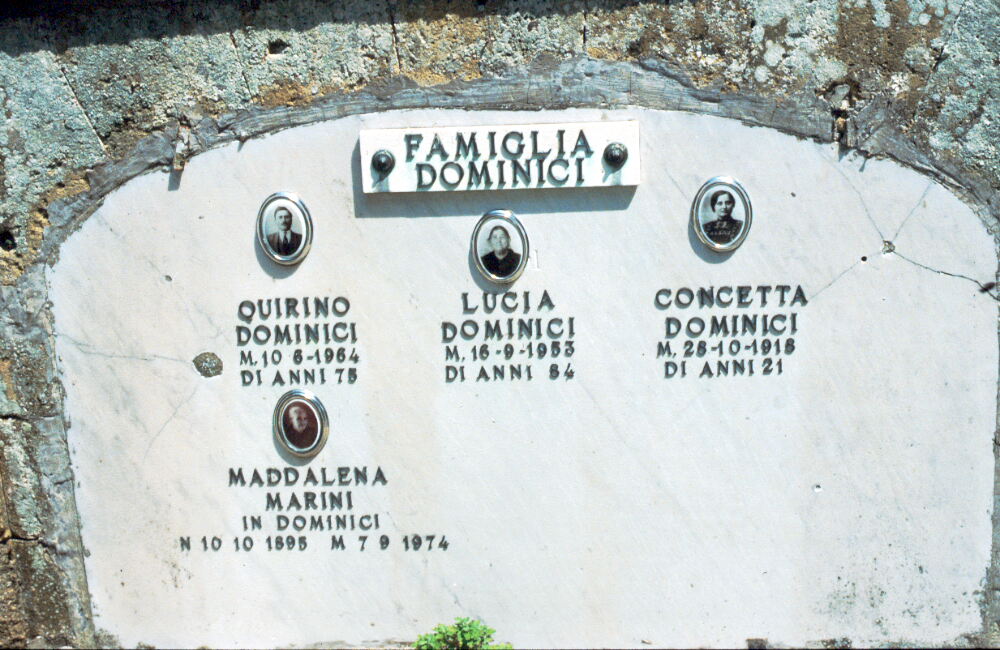 FAMIGLIA
DOMINICI
QUIRINO
DOMINICI
M. 10 6-1964
DI ANNI 75
LUCIA
DOMINICI
M. 16-9-1953
DI ANNI 84
CONCETTA
DOMINICI
M. 28-10-1918
DI ANNI 21
MADDALENA
MARINI
IN DOMINICI
N 10 10 1895 M 7 9 1974